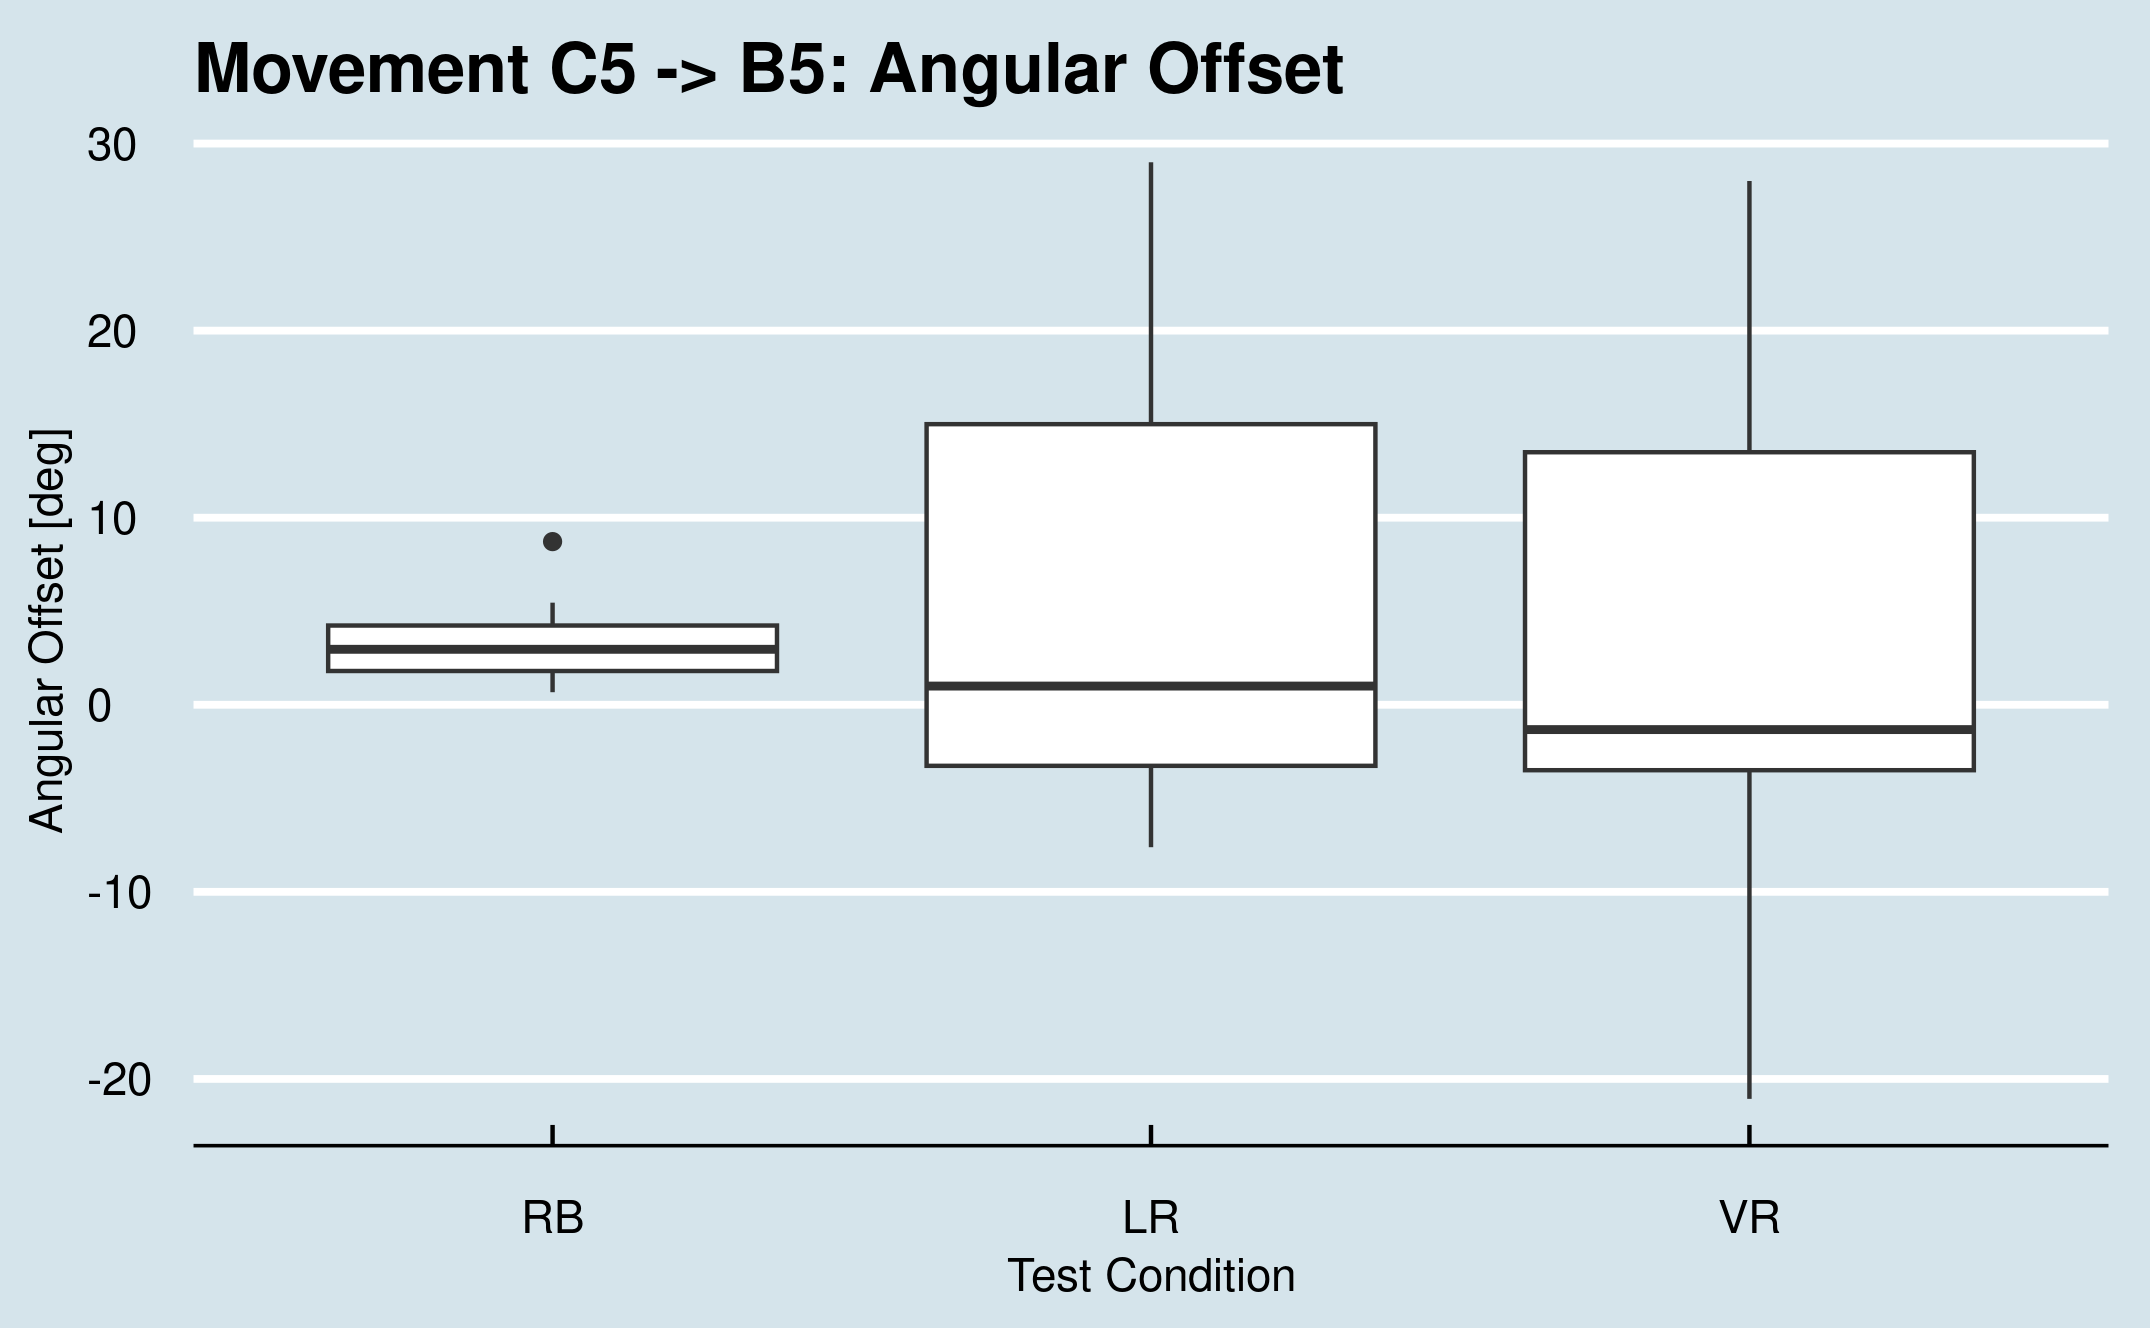 Movement C5 -> B5: Angular Offset
30
20
10
0
-10
-20
Angular Offset [deg]
RB
LR
VR
Test Condition